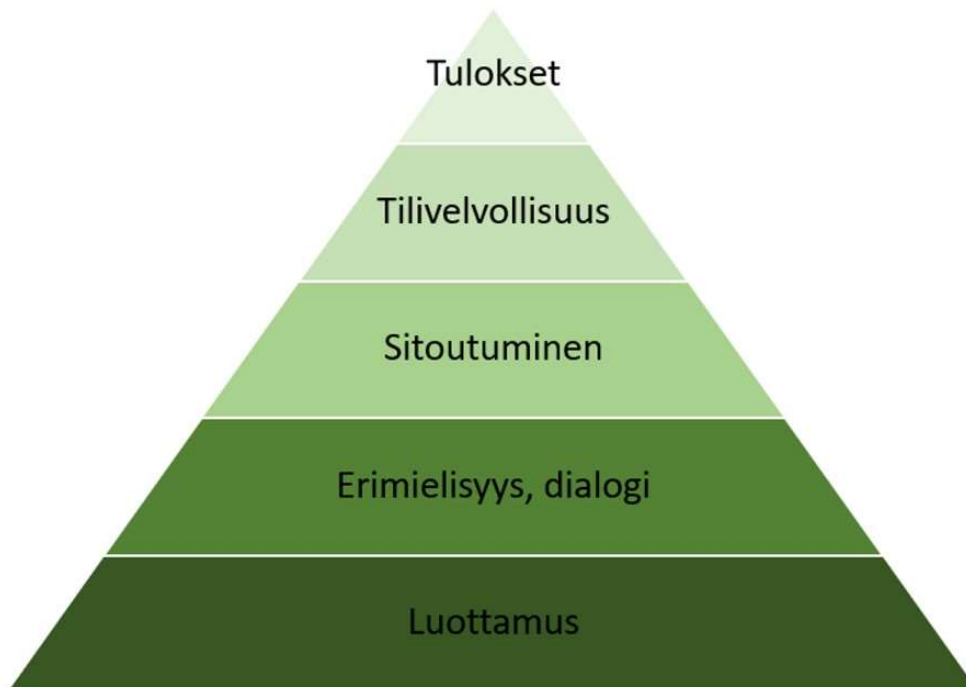 Tulokset
Tilivelvollisuus
Sitoutuminen
Erimielisyys, dialogi
Luottamus